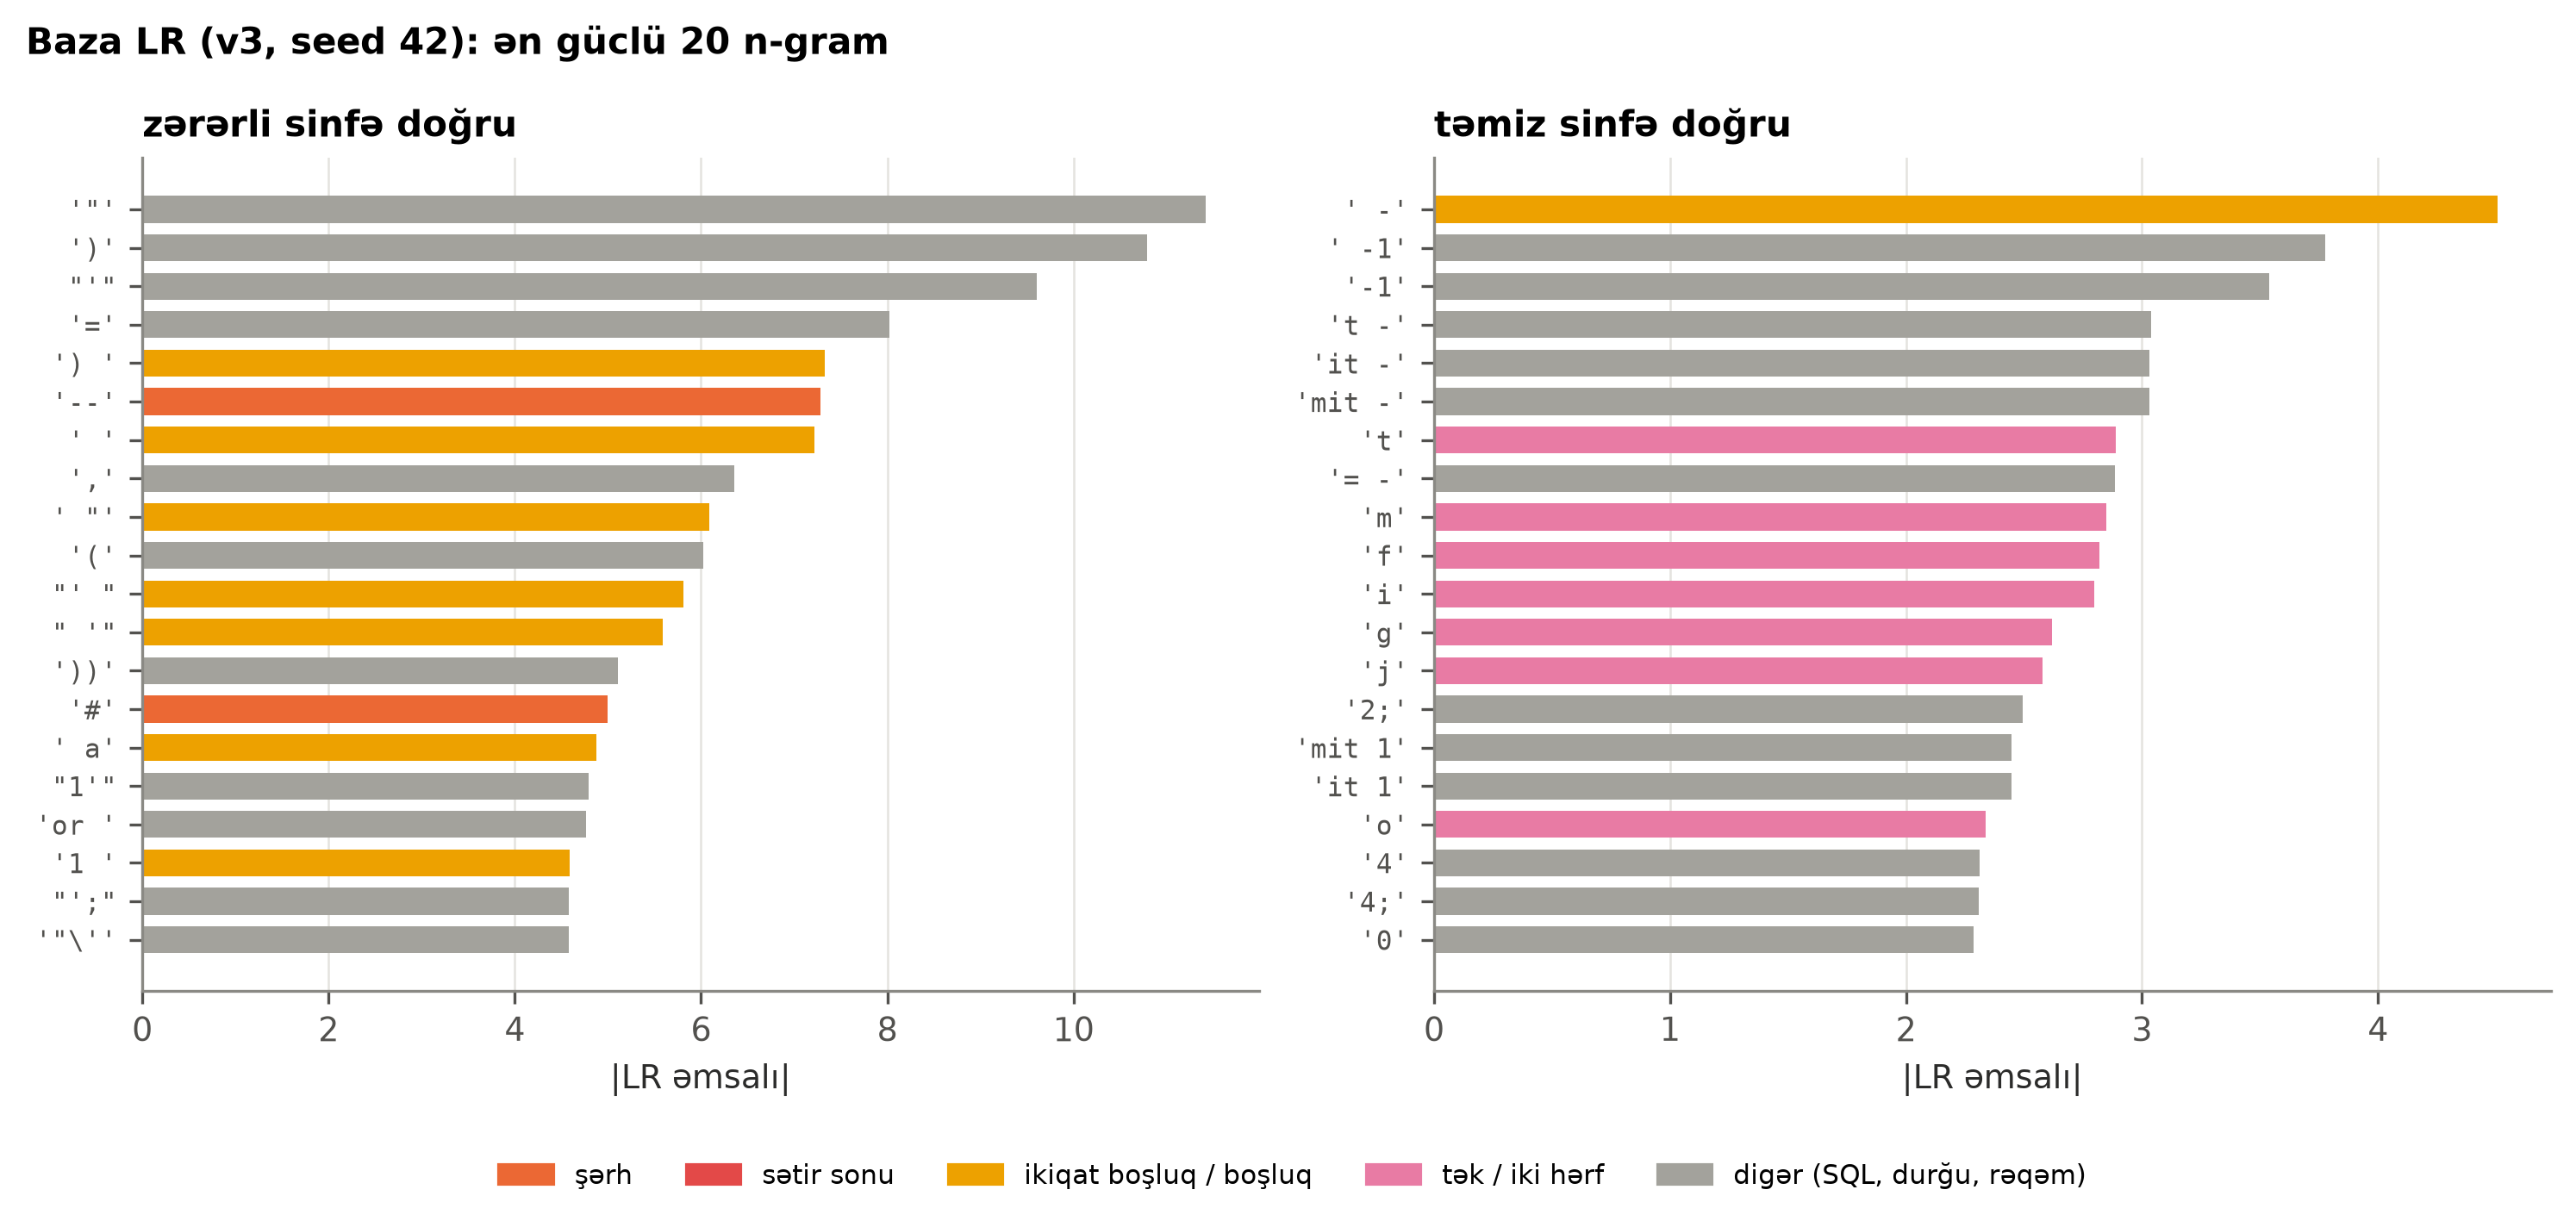 Baza LR (v3, seed 42): ən güclü 20 n-gram
zərərli sinfə doğru
'"'
')'
"'"
'='
') '
'--'
' '
','
' "'
'('
"' "
" '"
'))'
'#'
' a'
"1'"
'or '
'1 '
"';"
'"\''
0 2 4 6 8 10
|LR əmsalı|
təmiz sinfə doğru
' -'
' -1'
'-1'
't -'
'it -'
'mit -'
't'
'= -'
'm'
'f'
'i'
'g'
'j'
'2;'
'mit 1'
'it 1'
'o'
'4'
'4;'
'0'
0 1 2 3 4
|LR əmsalı|
şərh sətir sonu ikiqat boşluq / boşluq tək / iki hərf digər (SQL, durğu, rəqəm)